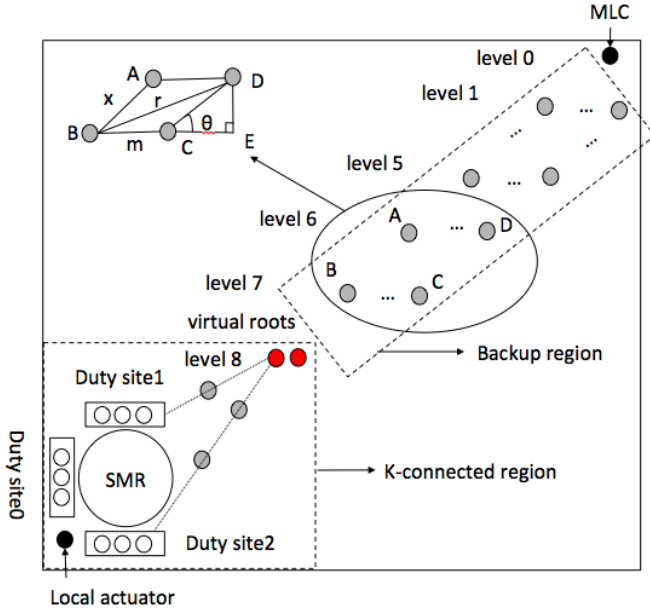 MLC
level 0
A
D
level 1
x
r
B
θ
m
C
E
level 5
level 6
A
... D
...
...
...
...
B
... C
level 7
virtual roots
level 8
Backup region
Duty site1
Duty site0
SMR
K-connected region
Duty site2
Local actuator